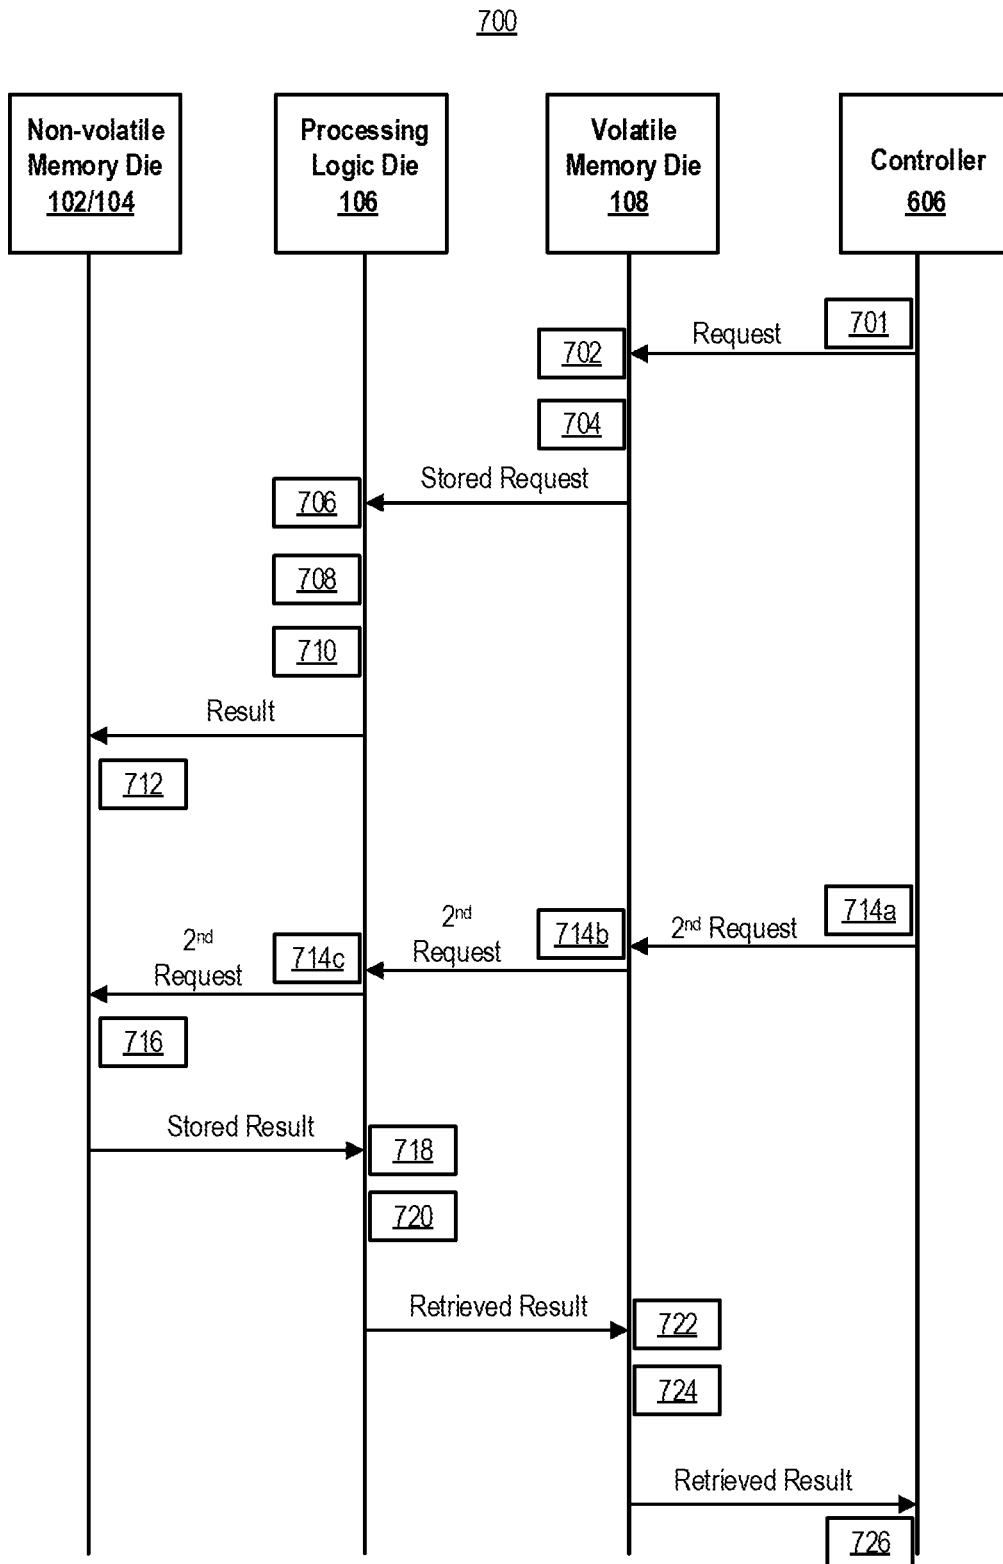 700
Non-volatile
Memory Die
102/104
Processing
Logic Die
106
Volatile
Memory Die
108
Controller
606
701
Request
702
704
Stored Request
706
708
710
Result
712
714a
2nd Request
714b
2nd
Request
714c
2nd
Request
716
Stored Result
718
720
Retrieved Result
722
724
Retrieved Result
726